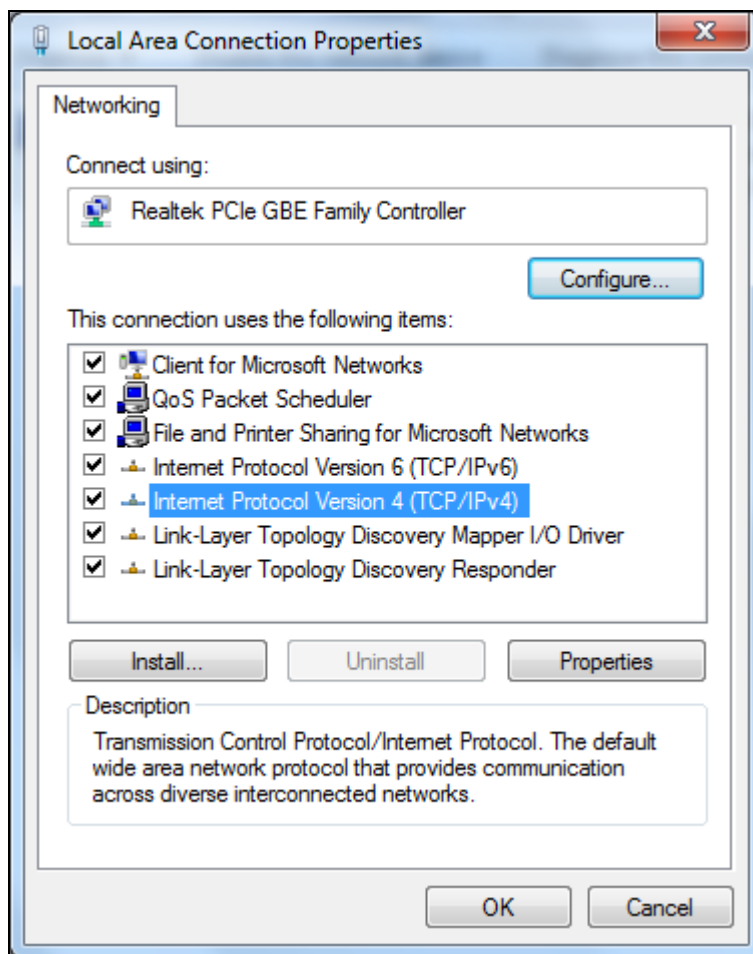 Local Area Connection Properties
Networking
Connect using:
Realtek PCIe GBE Family Controller
Configure...
This connection uses the following items:
Client for Microsoft Networks
QoS Packet Scheduler
File and Printer Sharing for Microsoft Networks
Internet Protocol Version 6 (TCP/IPv6)
Internet Protocol Version 4 (TCP/IPv4)
Link-Layer Topology Discovery Mapper I/O Driver
Link-Layer Topology Discovery Responder
Install... Uninstall Properties
Description
Transmission Control Protocol/Internet Protocol. The default
wide area network protocol that provides communication
across diverse interconnected networks.
OK Cancel